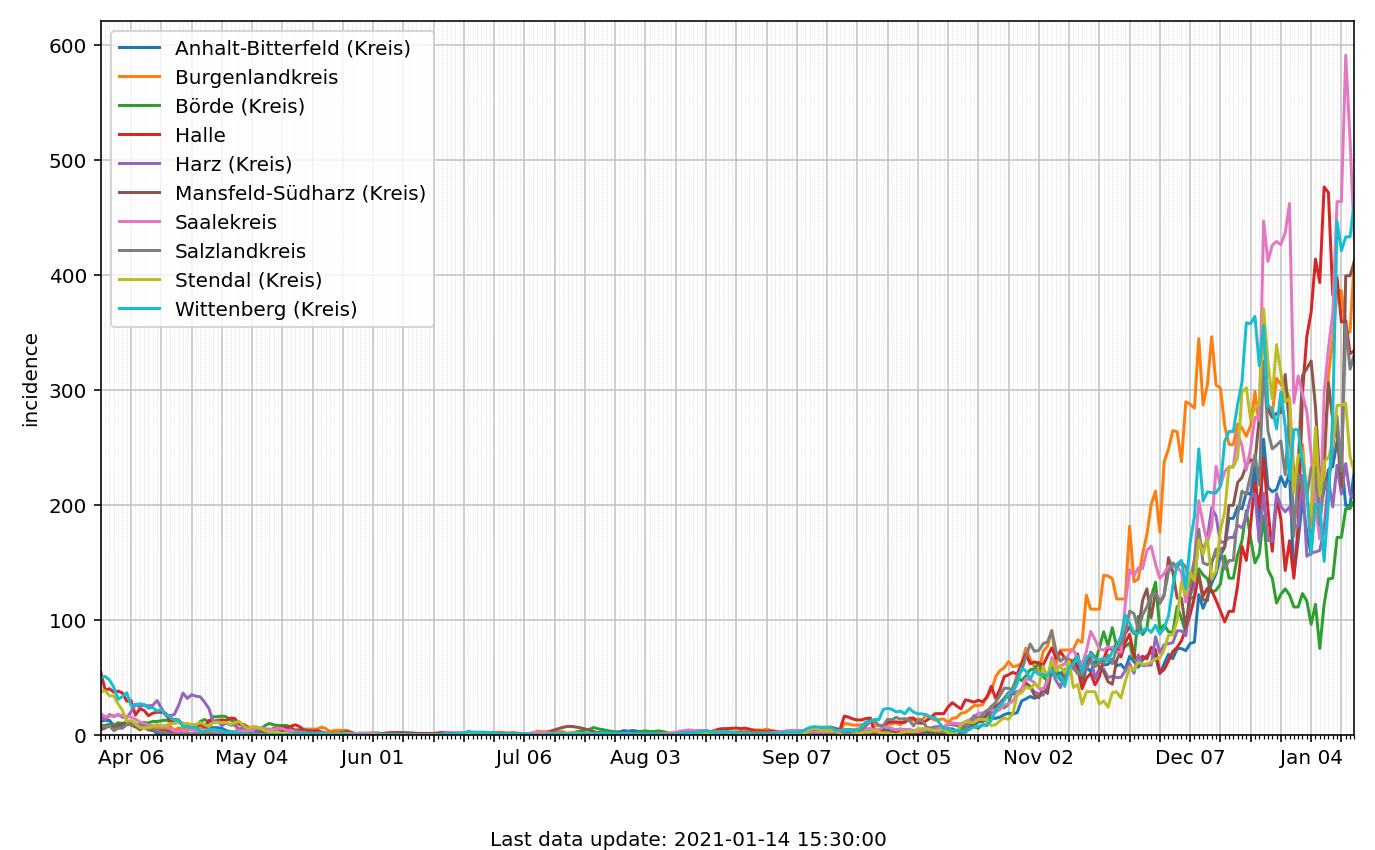 600
500
400
300
200
100
0
incidence
Anhalt-Bitterfeld (Kreis)
Burgenlandkreis
Börde (Kreis)
Halle
Harz (Kreis)
Mansfeld-Südharz (Kreis)
Saalekreis
Salzlandkreis
Stendal (Kreis)
Wittenberg (Kreis)
Apr 06 May 04 Jun 01 Jul 06 Aug 03 Sep 07 Oct 05 Nov 02 Dec 07 Jan 04
Last data update: 2021-01-14 15:30:00